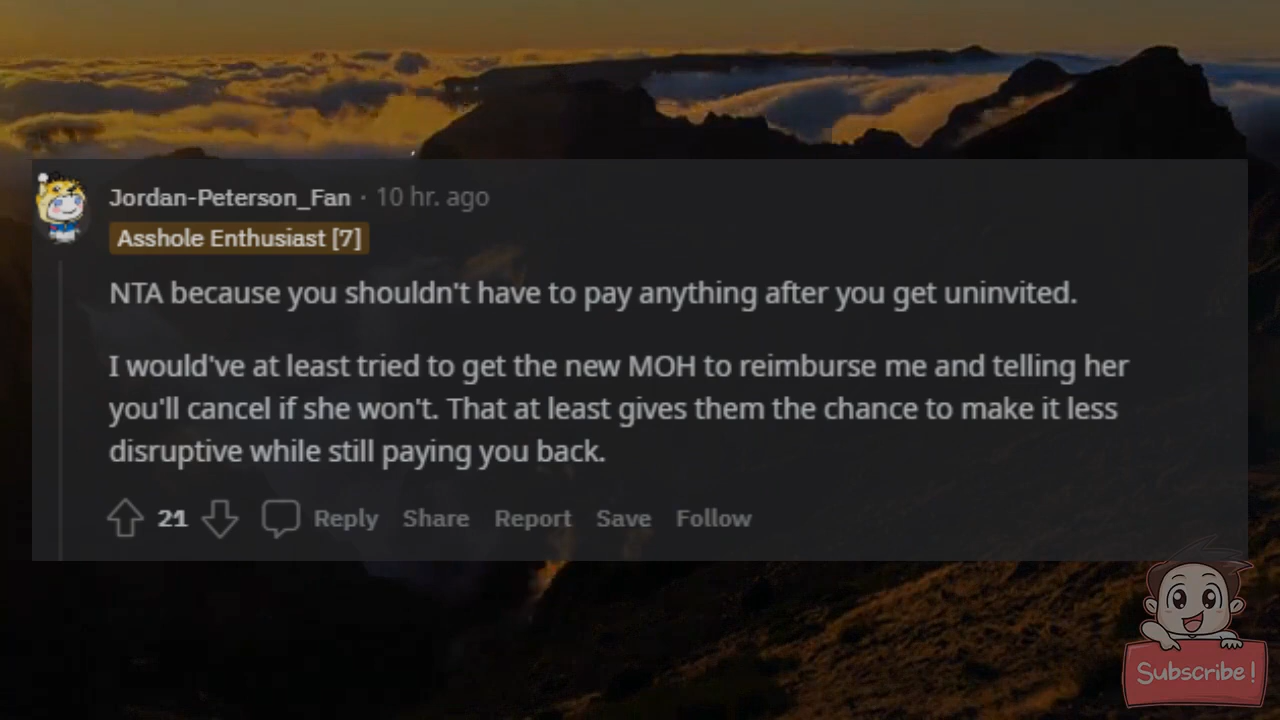 Jordan-Peterson_Fan · 10 hr. ago
Asshole Enthusiast [7]
NTA because you shouldn't have to pay anything after you get uninvited.
I would've at least tried to get the new MOH to reimburse me and telling her
you'll cancel if she won't. That at least gives them the chance to make it less
disruptive while still paying you back.
21 Reply Share Report Save Follow
Subscribe!